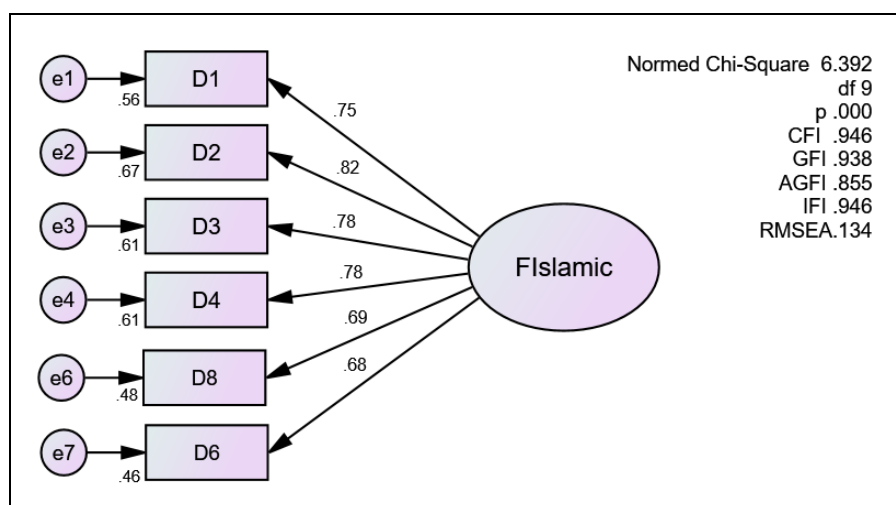 Normed Chi-Square 6.392
df 9
p .000
CFI .946
GFI .938
AGFI .855
IFI .946
RMSEA.134
e1
.56
D1
.75
e2
.67
D2
.82
e3
.61
D3
.78
e4
.61
D4
.78
e6
.48
D8
.69
e7
.46
D6
.68
FIslamic